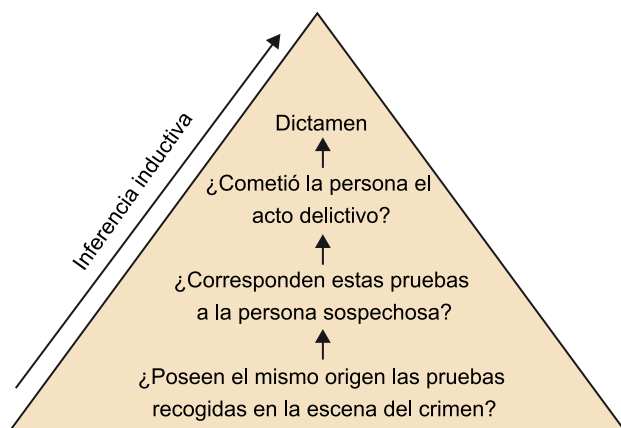 Inferencia inductiva
Dictamen
¿Cometió la persona el
acto delictivo?
¿Corresponden estas pruebas
a la persona sospechosa?
¿Poseen el mismo origen las pruebas
recogidas en la escena del crimen?